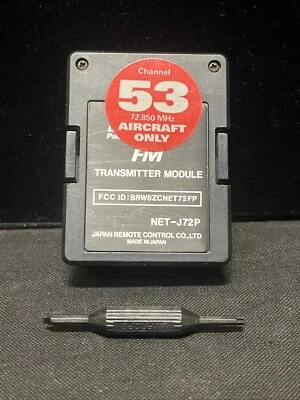 Channel
53
72.850 MHz
AIRCRAFT
ONLY
FM
TRANSMITTER MODULE
FCC ID: BRW8ZCNET72FP
NET-J72P
JAPAN REMOTE CONTROL CO.,LTD
MADE IN JAPAN